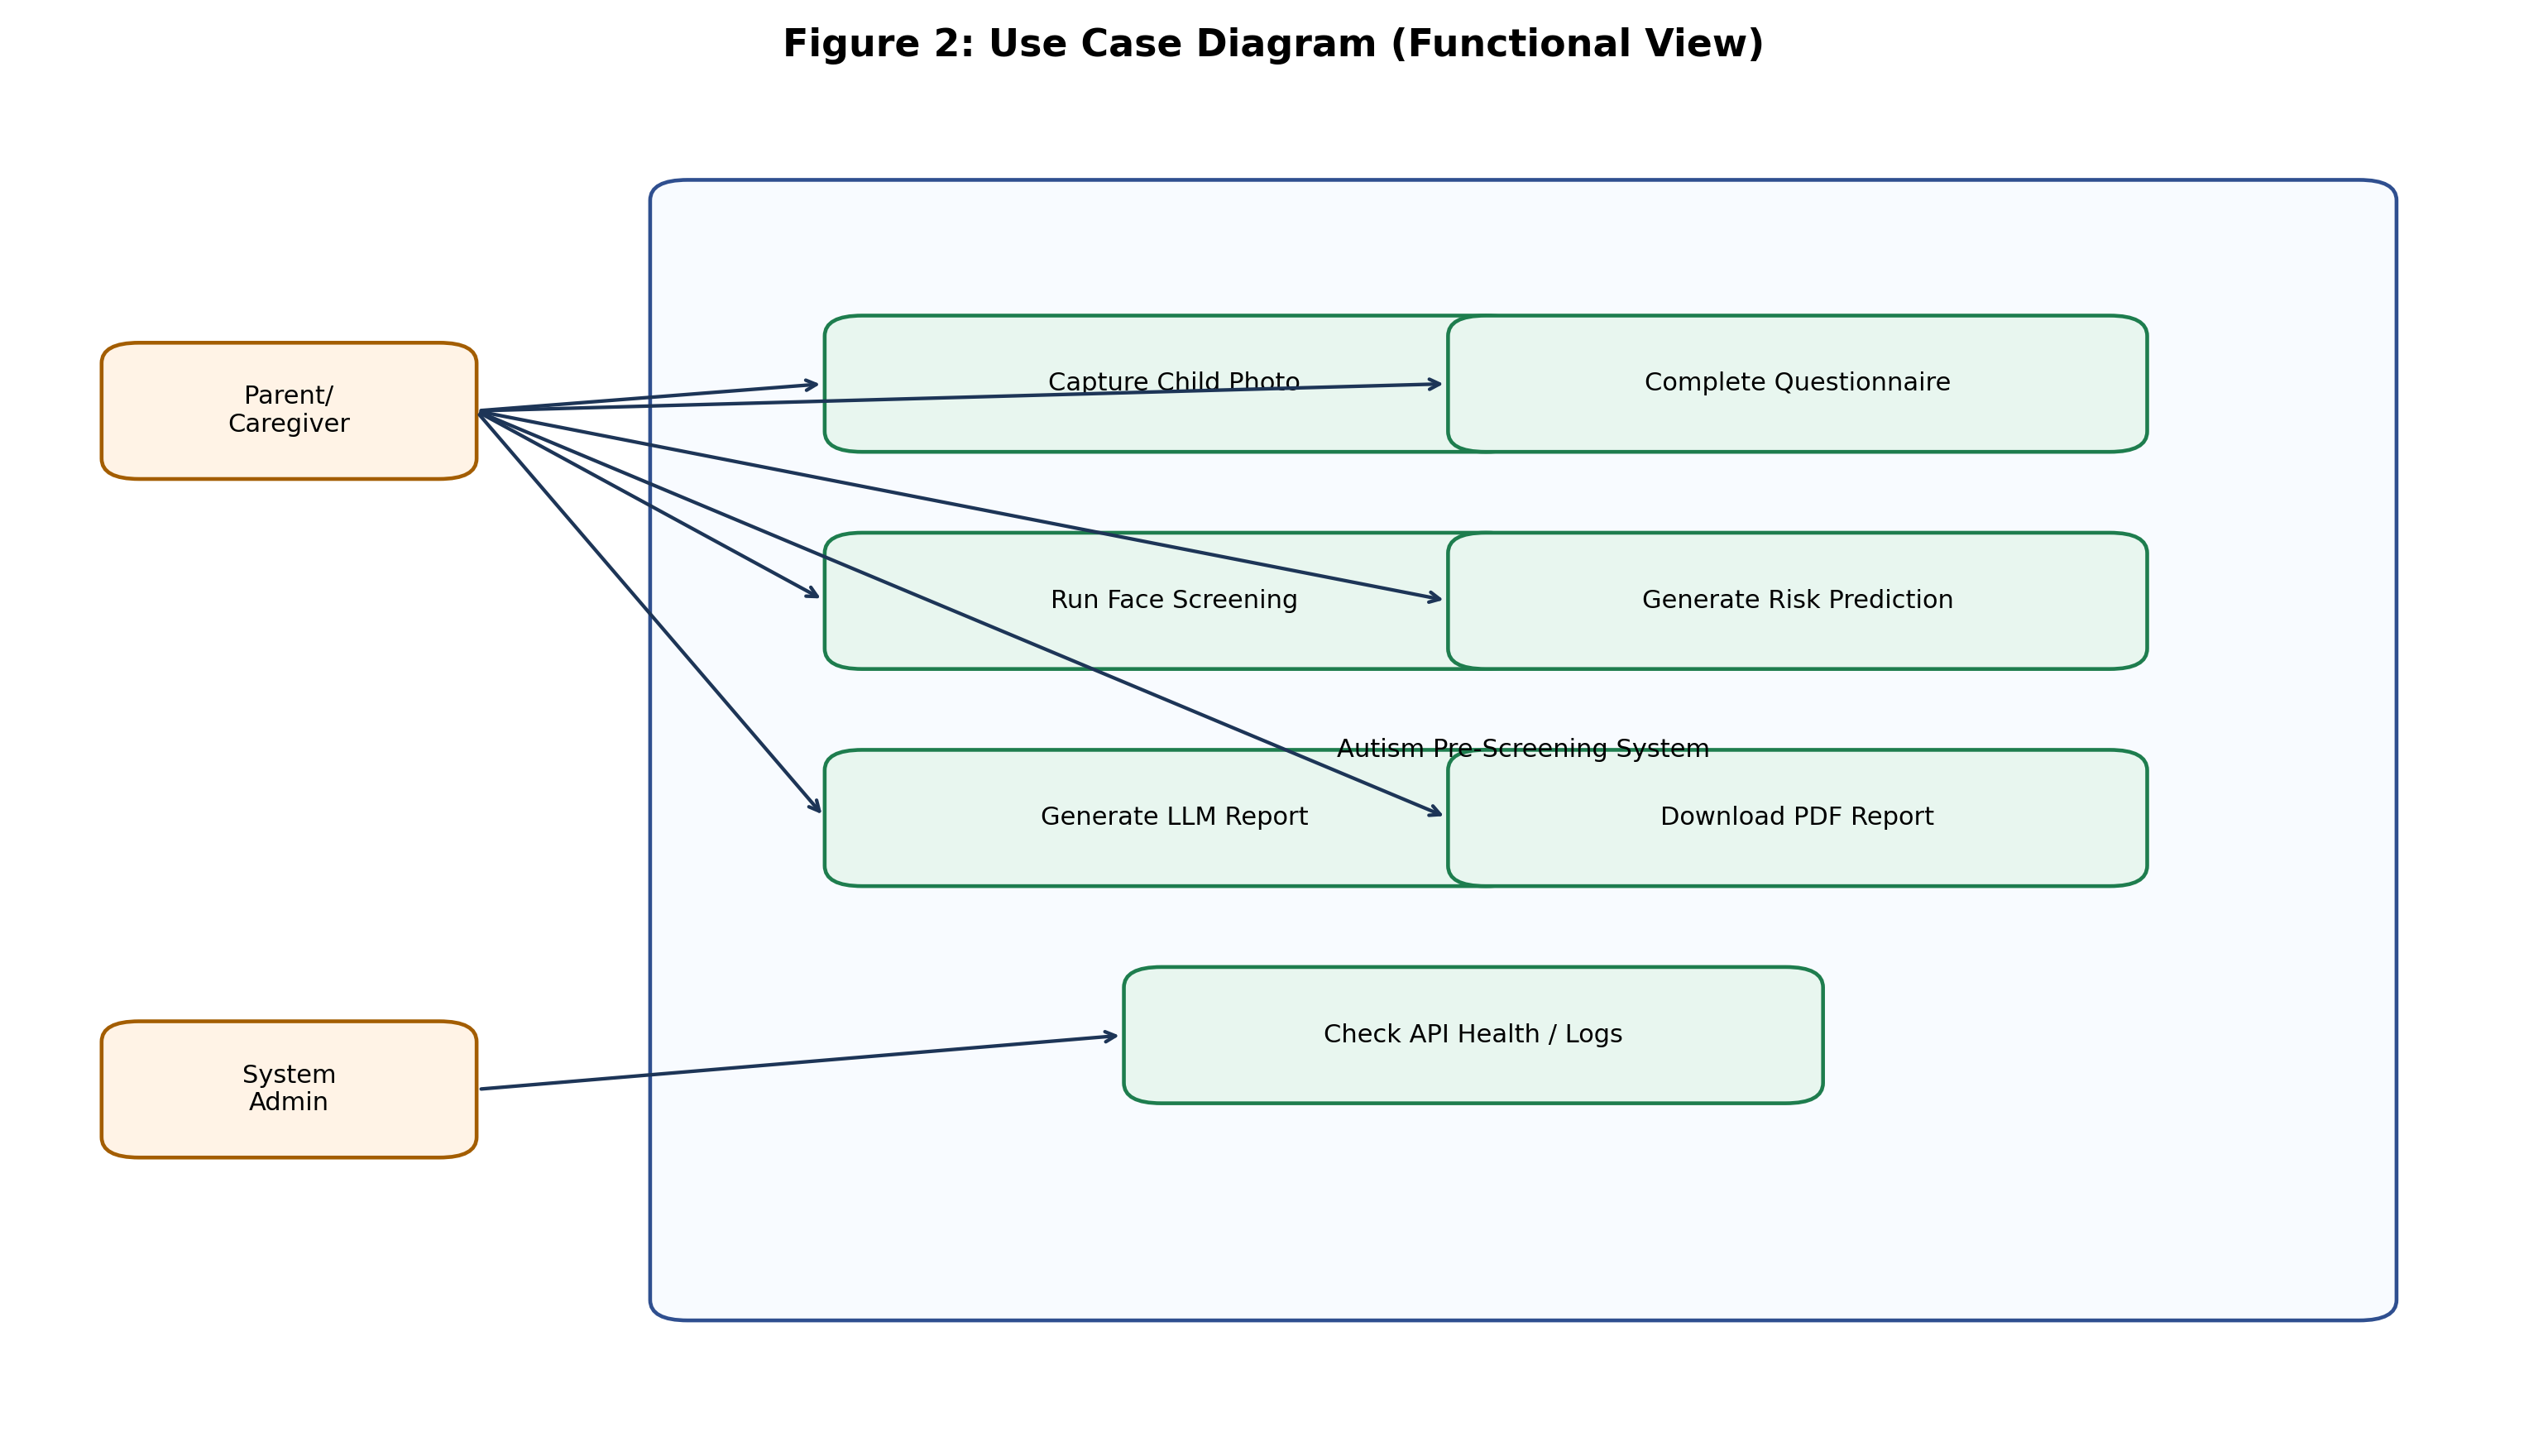 Figure 2: Use Case Diagram (Functional View)
Parent/
Caregiver
Capture Child Photo
Complete Questionnaire
Run Face Screening
Generate Risk Prediction
Autism Pre-Screening System
Generate LLM Report
Download PDF Report
Check API Health / Logs
System
Admin